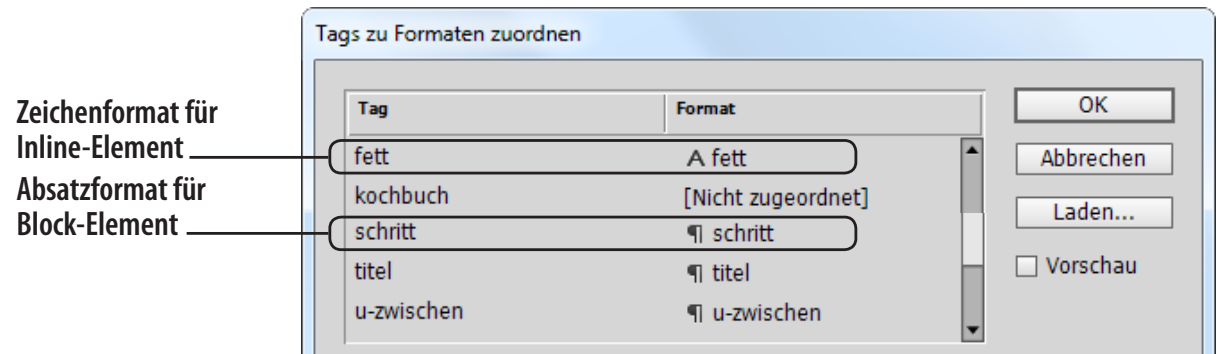 Tags zu Formaten zuordnen
Zeichenformat für
Inline-Element
Absatzformat für
Block-Element
Tag Format
fett A fett
kochbuch [Nicht zugeordnet]
schritt ¶ schritt
titel ¶ titel
u-zwischen ¶ u-zwischen
OK
Abbrechen
Laden...
Vorschau